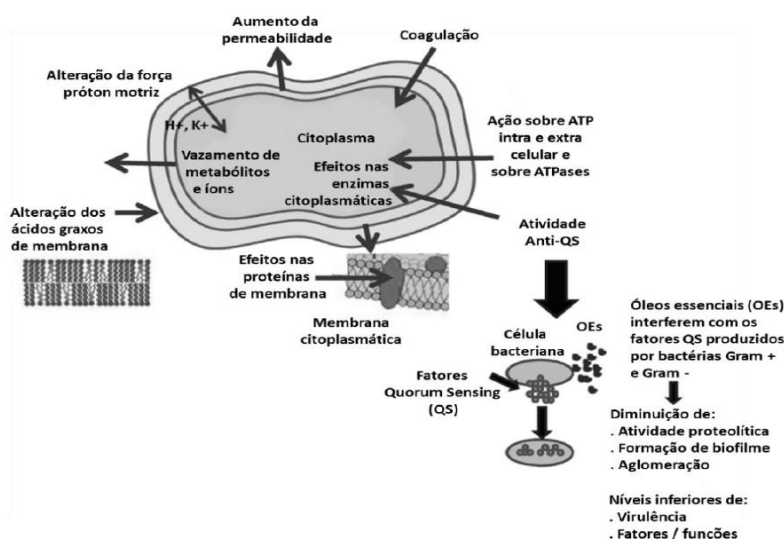 Aumento da
permeabilidade
Coagulação
Alteração da força
próton motriz
H+, K+
Citoplasma
Vazamento de
metabólitos
e íons
Efeitos nas
enzimas
citoplasmáticas
Ação sobre ATP
intra e extra
celular e
sobre ATPases
Alteração dos
ácidos graxos
de membrana
Efeitos nas
proteínas
de membrana
Membrana
citoplasmática
Atividade
Anti-QS
Célula
bacteriana
OEs
Fatores
Quorum Sensing
(QS)
Óleos essenciais (OEs)
interferem com os
fatores QS produzidos
por bactérias Gram +
e Gram -
Diminuição de:
. Atividade proteolítica
. Formação de biofilme
. Aglomeração
Níveis inferiores de:
. Virulência
. Fatores / funções